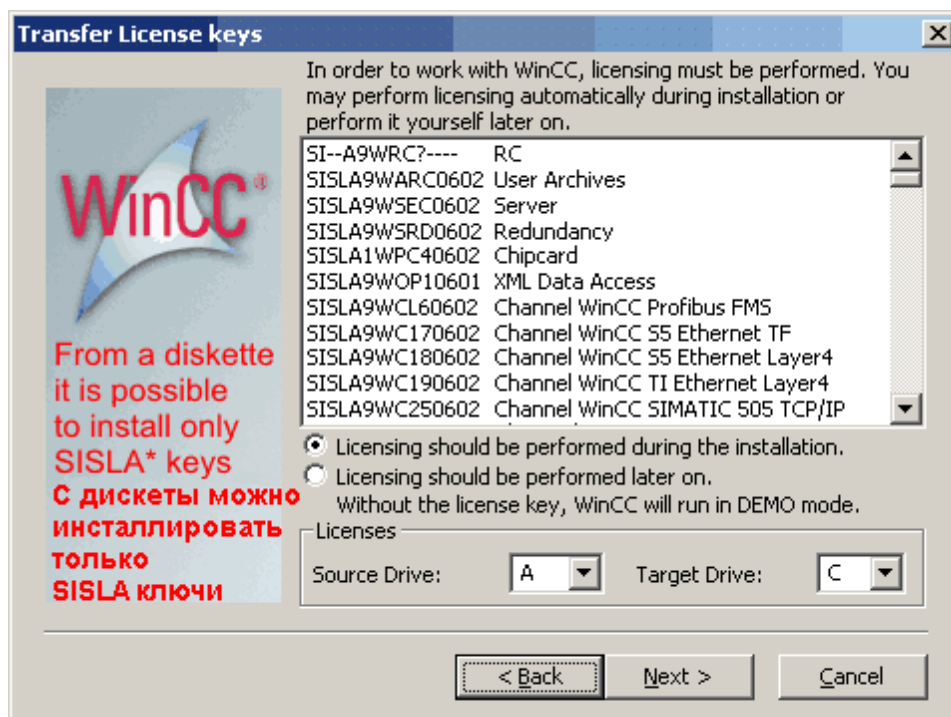 Transfer License keys
In order to work with WinCC, licensing must be performed. You
may perform licensing automatically during installation or
perform it yourself later on.
SI--A9WRC?---- RC
SISLA9WARC0602 User Archives
SISLA9WSEC0602 Server
SISLA9WSRD0602 Redundancy
SISLA1WPC40602 Chipcard
SISLA9WOP10601 XML Data Access
SISLA9WCL60602 Channel WinCC Profibus FMS
SISLA9WC170602 Channel WinCC S5 Ethernet TF
SISLA9WC180602 Channel WinCC S5 Ethernet Layer4
SISLA9WC190602 Channel WinCC TI Ethernet Layer4
SISLA9WC250602 Channel WinCC SIMATIC 505 TCP/IP
WinCC®
From a diskette
it is possible
to install only
SISLA* keys
С дискеты можно
инсталлировать
только
SISLA ключи
Licensing should be performed during the installation.
Licensing should be performed later on.
Without the license key, WinCC will run in DEMO mode.
Licenses
Source Drive: A Target Drive: C
< Back Next > Cancel